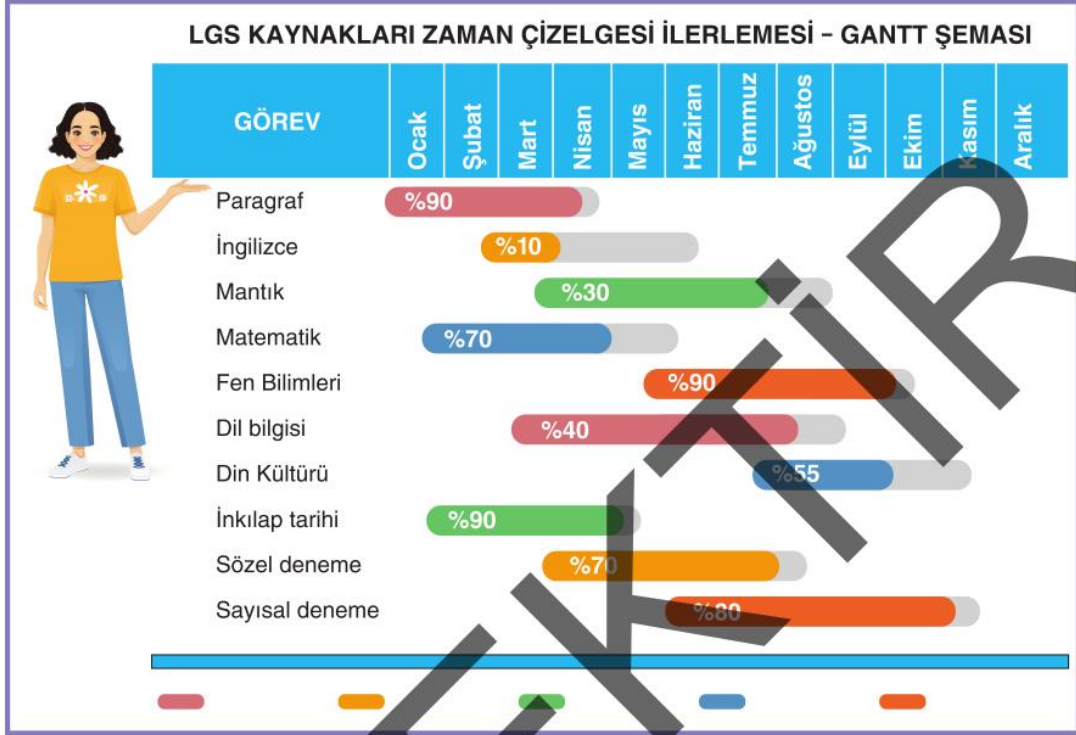 LGS KAYNAKLARI ZAMAN ÇİZELGESİ İLERLEMESİ – GANTT ŞEMASI
GÖREV Ocak Şubat Mart Nisan Mayıs Haziran Temmuz Ağustos Eylül Ekim Kasım Aralık
Paragraf %90
İngilizce %10
Mantık %30
Matematik %70
Fen Bilimleri %90
Dil bilgisi %40
Din Kültürü %55
İnkılap tarihi %90
Sözel deneme %70
Sayısal deneme %80